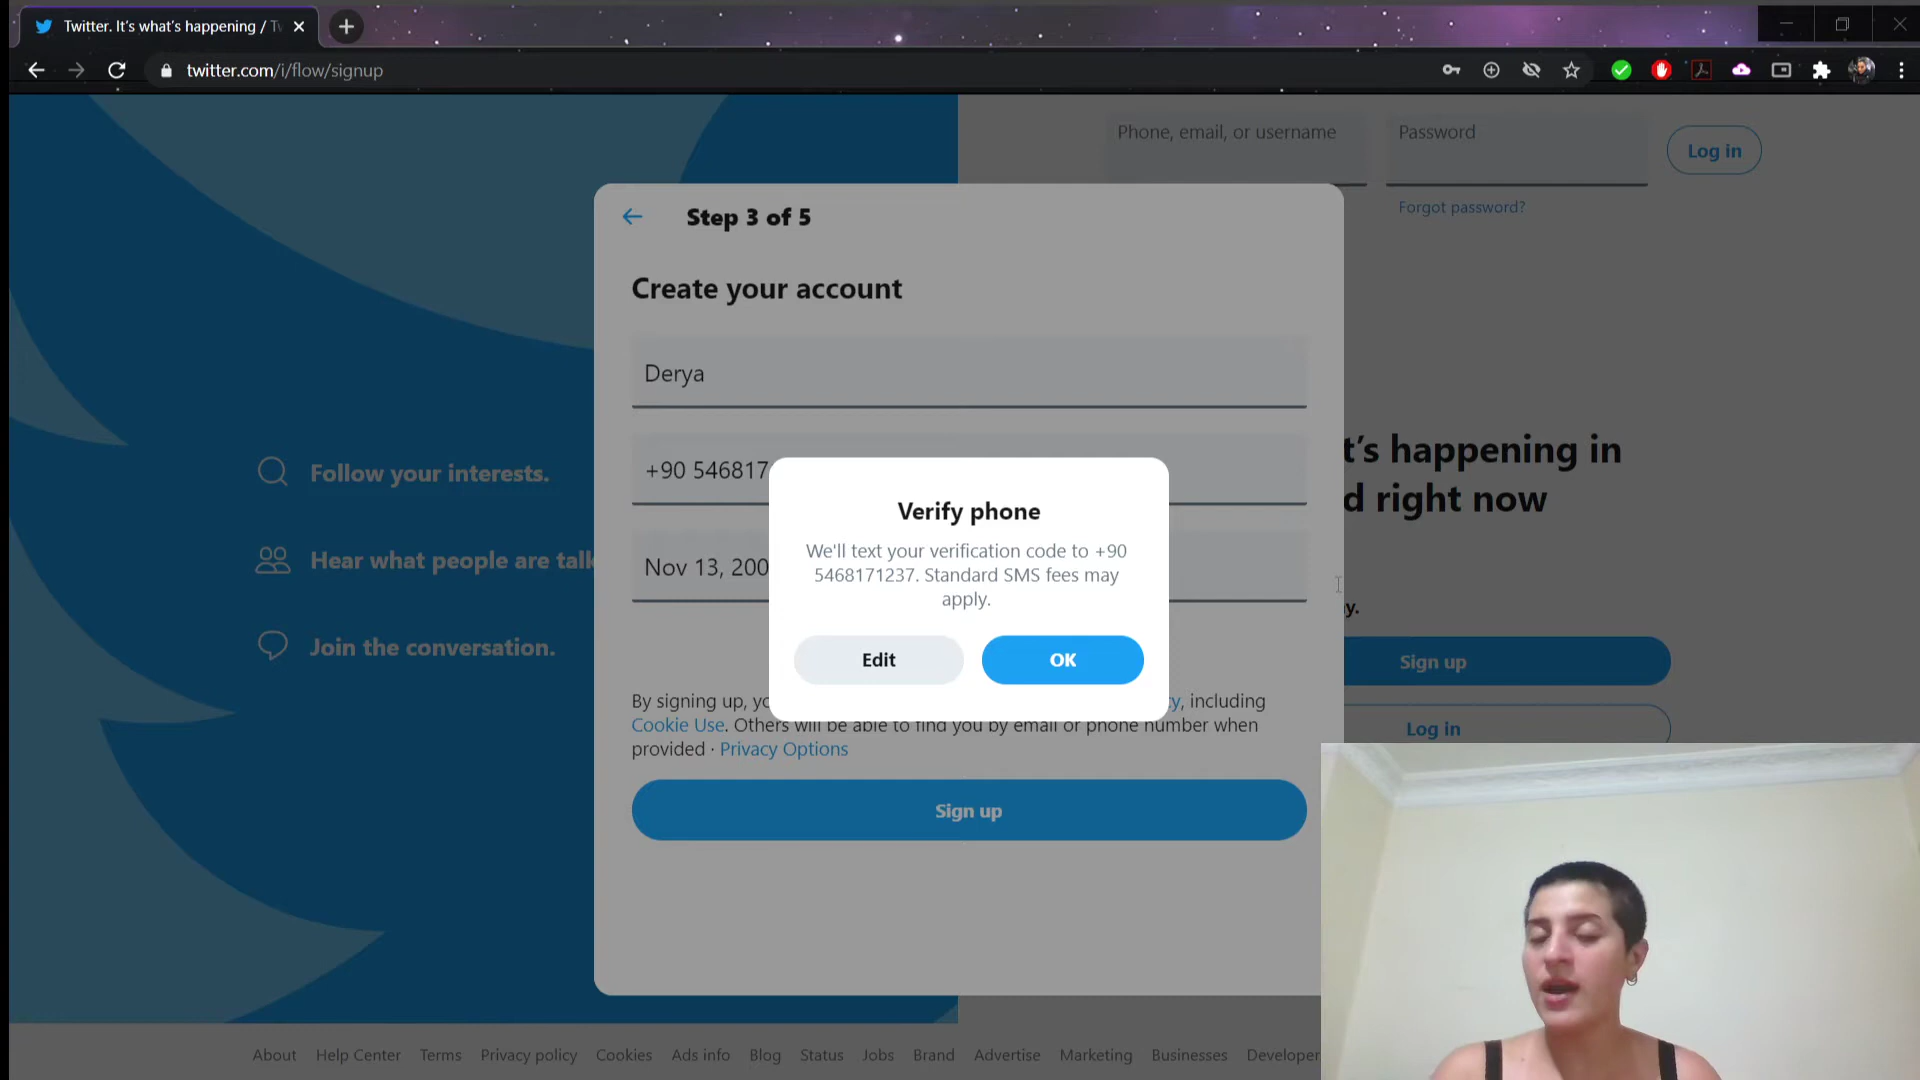 Twitter. It's what's happening / Tw
twitter.com/i/flow/signup
Phone, email, or username
Password
Log in
Forgot password?
Step 3 of 5
Create your account
Derya
+90 546817
Nov 13, 200
Verify phone
We'll text your verification code to +90
5468171237. Standard SMS fees may
apply.
Edit
OK
Follow your interests.
Hear what people are talk
Join the conversation.
t's happening in
d right now
y.
Sign up
Log in
By signing up, yo
y, including
Cookie Use. Others will be able to find you by email or phone number when
provided · Privacy Options
Sign up
About Help Center Terms Privacy policy Cookies Ads info Blog Status Jobs Brand Advertise Marketing Businesses Developer